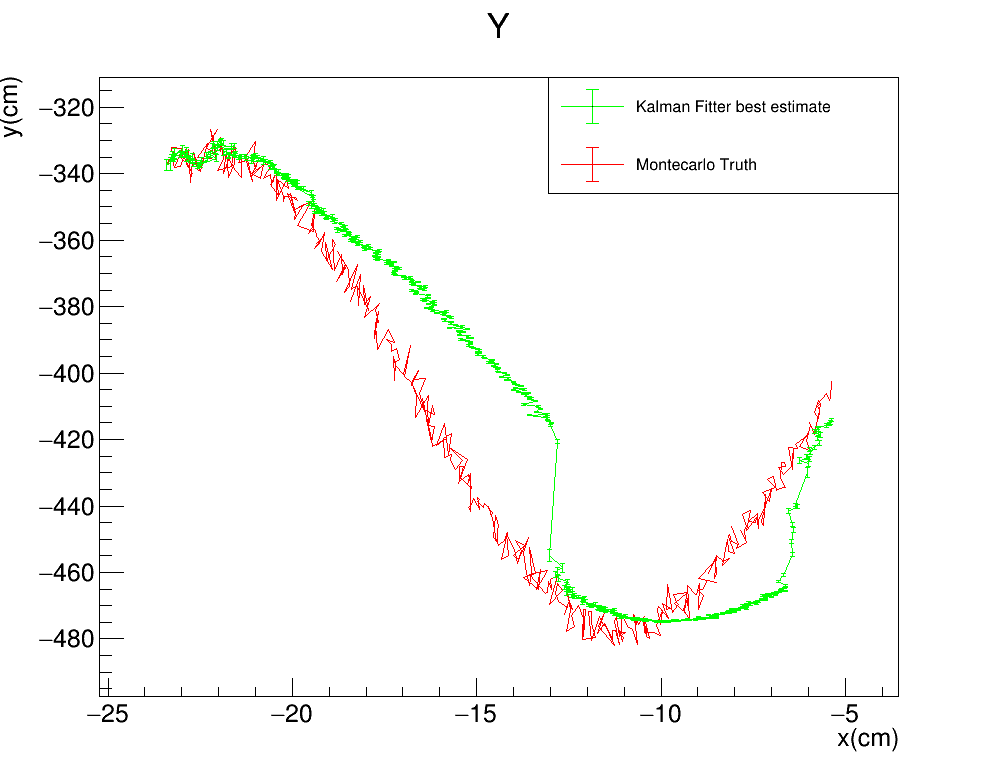 Y
y(cm)
Kalman Fitter best estimate
Montecarlo Truth
−320
−340
−360
−380
−400
−420
−440
−460
−480
−25 −20 −15 −10 −5
x(cm)